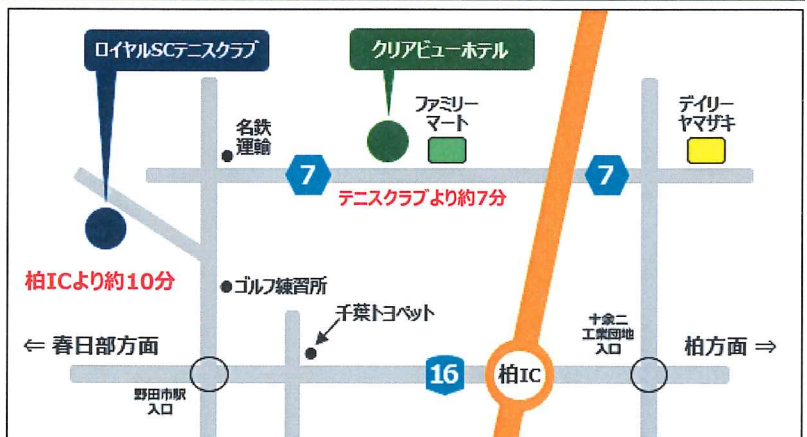 ロイヤルSCテニスクラブ
クリアビューホテル
名鉄
運輸
ファミリー
マート
デイリー
ヤマザキ
7
7
テニスクラブより約7分
柏ICより約10分
ゴルフ練習所
千葉トヨペット
⇐ 春日部方面
十余二
工業団地
入口
柏方面 ⇒
16
柏IC
野田市駅
入口